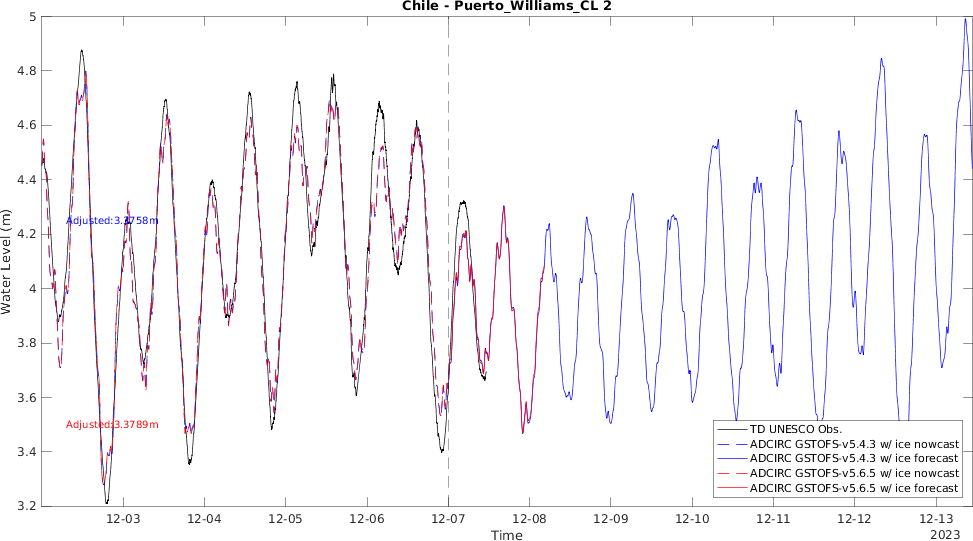 Chile - Puerto_Williams_CL 2
Water Level (m)
5
4.8
4.6
4.4
4.2
4
3.8
3.6
3.4
3.2
Adjusted:3.3758m
Adjusted:3.3789m
TD UNESCO Obs.
ADCIRC GSTOFS-v5.4.3 w/ ice nowcast
ADCIRC GSTOFS-v5.4.3 w/ ice forecast
ADCIRC GSTOFS-v5.6.5 w/ ice nowcast
ADCIRC GSTOFS-v5.6.5 w/ ice forecast
12-03 12-04 12-05 12-06 12-07 12-08 12-09 12-10 12-11 12-12 12-13
Time
2023